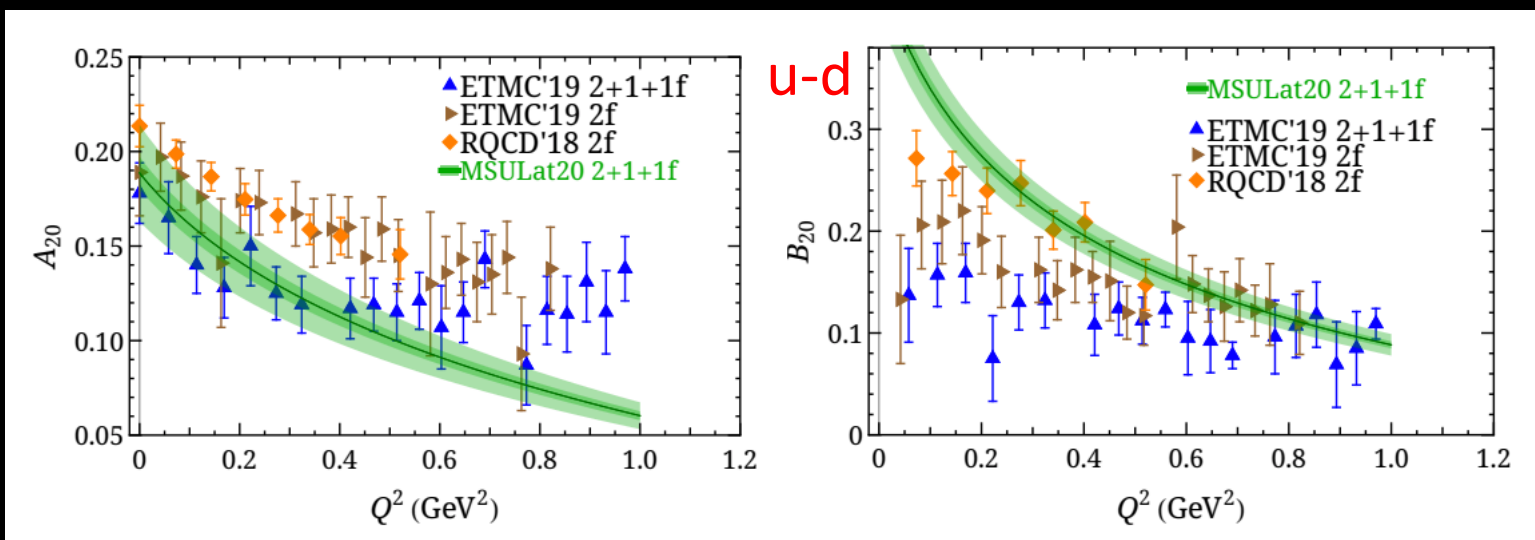 0.25
0.20
0.15
0.10
0.05
A₂₀
ETMC'19 2+1+1f
ETMC'19 2f
RQCD'18 2f
MSULat20 2+1+1f
0 0.2 0.4 0.6 0.8 1.0 1.2
Q² (GeV²)
u-d
0.3
0.2
0.1
0
B₂₀
MSULat20 2+1+1f
ETMC'19 2+1+1f
ETMC'19 2f
RQCD'18 2f
0 0.2 0.4 0.6 0.8 1.0 1.2
Q² (GeV²)